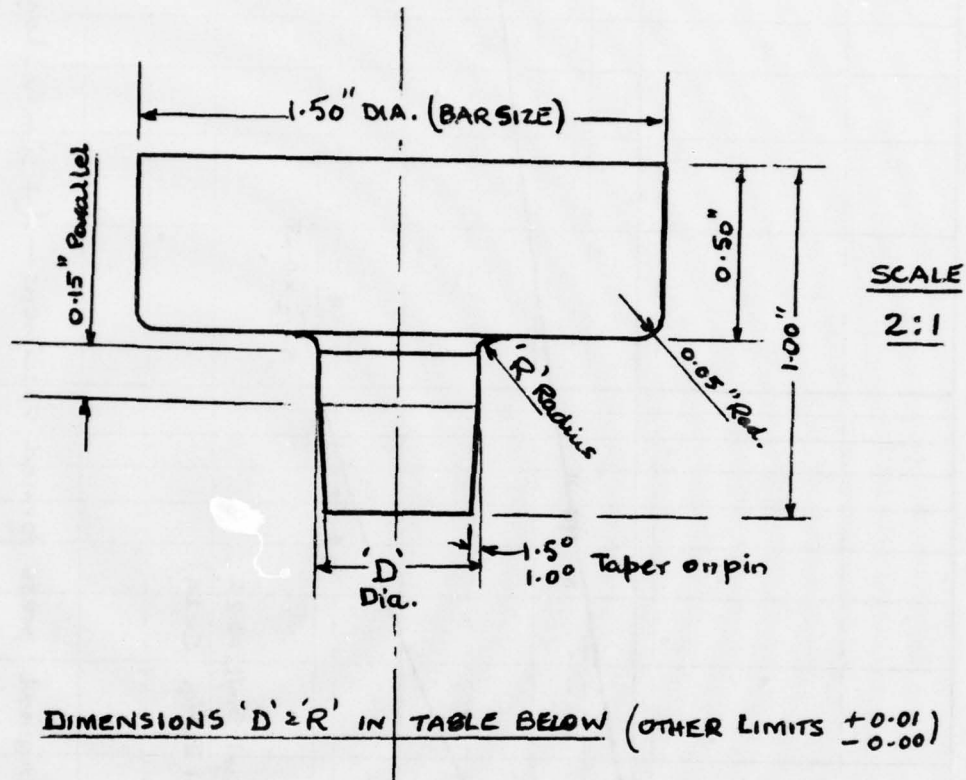 1.50" DIA. (BAR SIZE)
0.15" Parallel
0.50"
1.00"
SCALE
2:1
'R' Radius
0.05" Rad.
'D'
Dia.
1.5°
1.0° Taper on pin
DIMENSIONS 'D' & 'R' IN TABLE BELOW (OTHER LIMITS +0.01
-0.00)